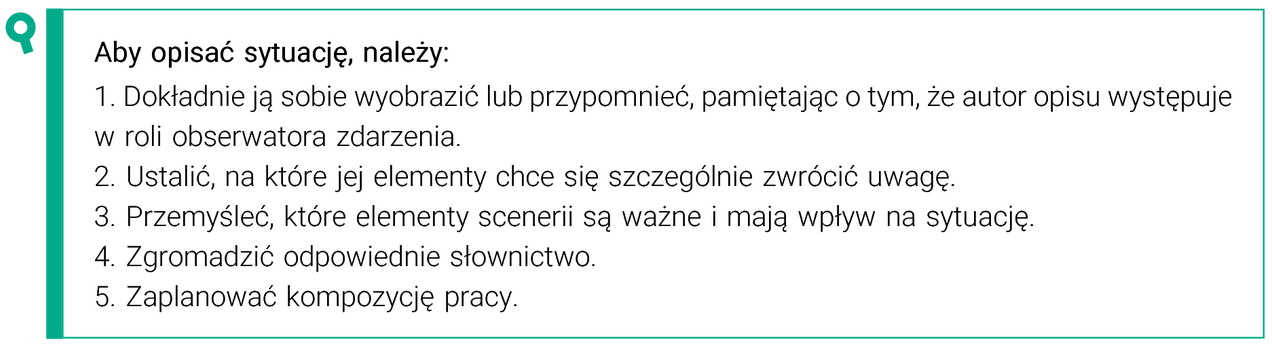 Aby opisać sytuację, należy:
1. Dokładnie ją sobie wyobrazić lub przypomnieć, pamiętając o tym, że autor opisu występuje
w roli obserwatora zdarzenia.
2. Ustalić, na które jej elementy chce się szczególnie zwrócić uwagę.
3. Przemyśleć, które elementy scenerii są ważne i mają wpływ na sytuację.
4. Zgromadzić odpowiednie słownictwo.
5. Zaplanować kompozycję pracy.